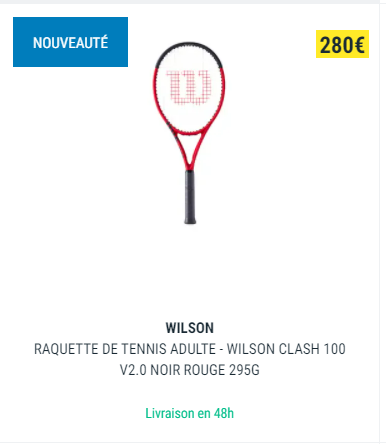 NOUVEAUTÉ
280€
W
WILSON
RAQUETTE DE TENNIS ADULTE - WILSON CLASH 100
V2.0 NOIR ROUGE 295G
Livraison en 48h